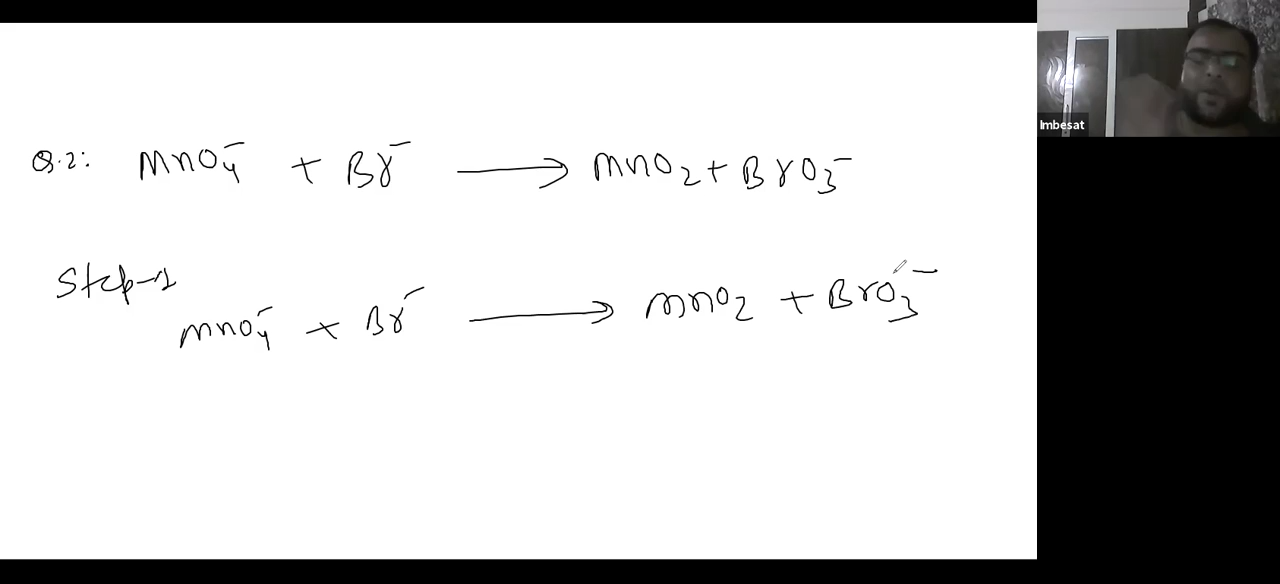 Q.2: MnO₄⁻ + Br⁻ ⟶ MnO₂ + BrO₃⁻
Step-1
MnO₄⁻ + Br⁻ ⟶ MnO₂ + BrO₃⁻
Imbesat